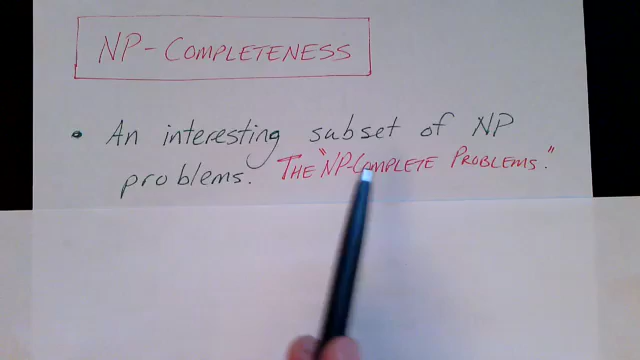 NP-COMPLETENESS
• An interesting subset of NP
problems. THE "NP-COMPLETE PROBLEMS."